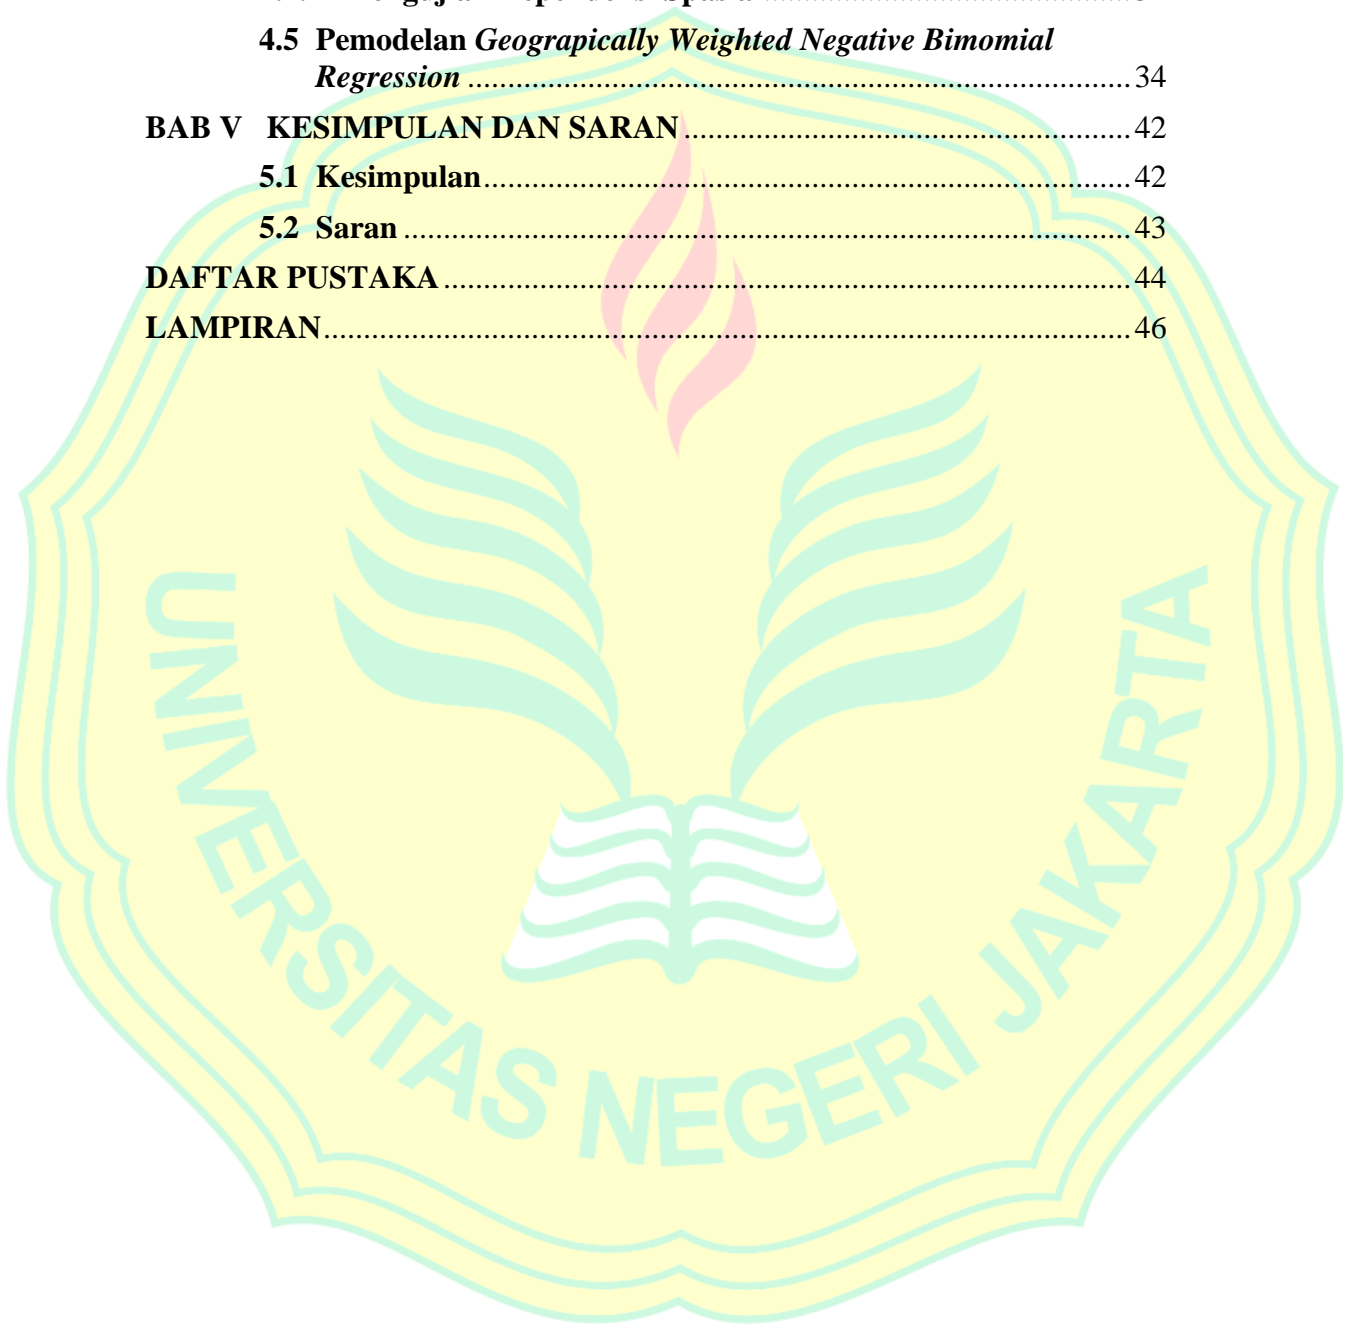 4.5 Pemodelan Geograpically Weighted Negative Bimomial
Regression ........................................ 34
BAB V KESIMPULAN DAN SARAN ........................................ 42
5.1 Kesimpulan ........................................ 42
5.2 Saran ........................................ 43
DAFTAR PUSTAKA ........................................ 44
LAMPIRAN ........................................ 46
UNIVERSITAS NEGERI JAKARTA